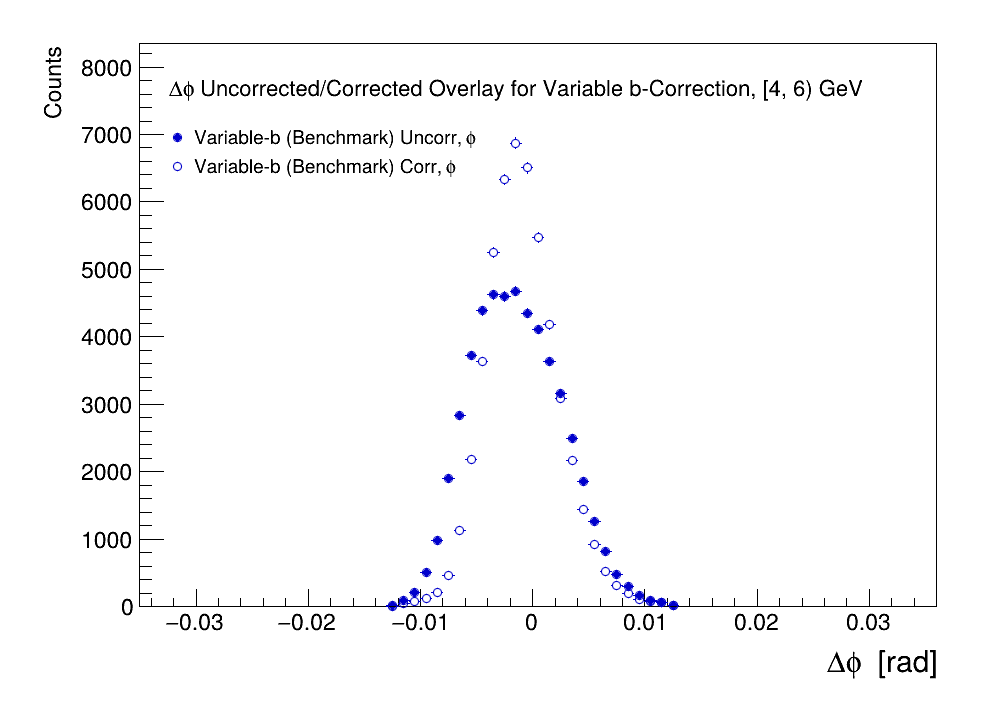 Counts
8000
7000
6000
5000
4000
3000
2000
1000
0
Δϕ Uncorrected/Corrected Overlay for Variable b-Correction, [4, 6) GeV
Variable-b (Benchmark) Uncorr, ϕ
Variable-b (Benchmark) Corr, ϕ
−0.03 −0.02 −0.01 0 0.01 0.02 0.03
Δϕ [rad]